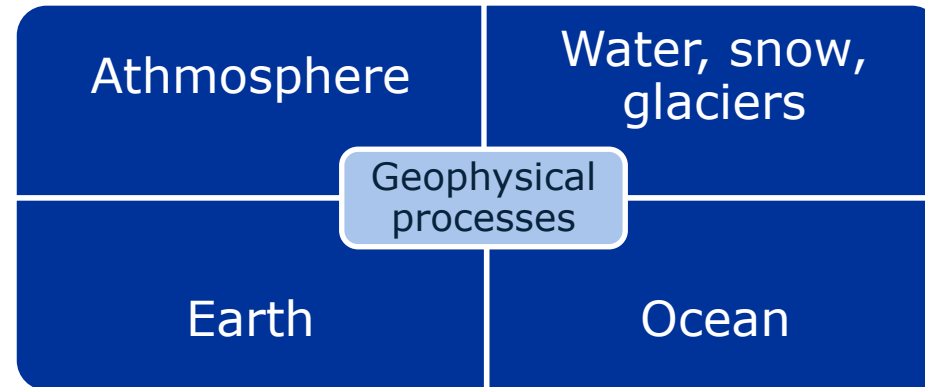 Athmosphere
Water, snow,
glaciers
Geophysical
processes
Earth
Ocean